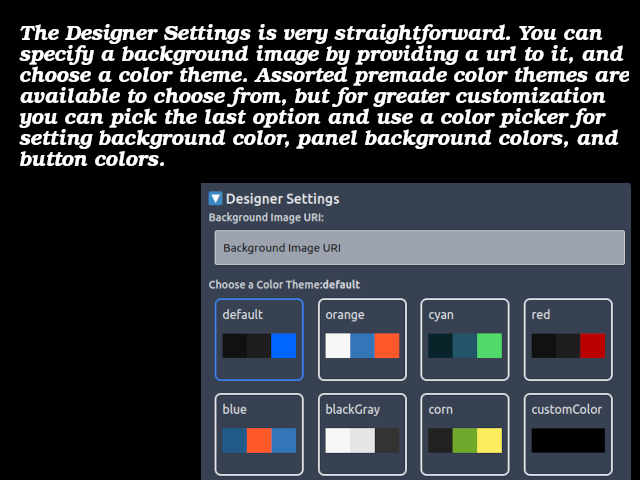 The Designer Settings is very straightforward. You can
specify a background image by providing a url to it, and
choose a color theme. Assorted premade color themes are
available to choose from, but for greater customization
you can pick the last option and use a color picker for
setting background color, panel background colors, and
button colors.
Designer Settings
Background Image URI:
Background Image URI
Choose a Color Theme:default
default orange cyan red
blue blackGray corn customColor